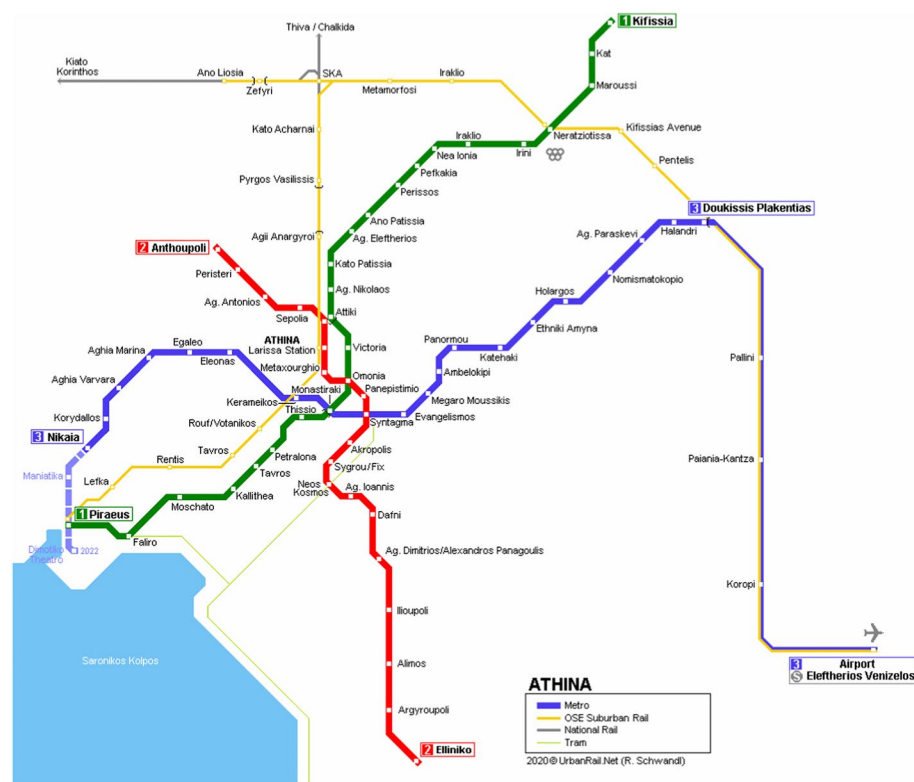 Thiva / Chalkida
1 Kifissia
Kat
Maroussi
Kiato
Korinthos
Ano Liosia
Zefyri
SKA
Metamorfosi
Iraklio
Kato Acharnai
Iraklio
Nea Ionia
Irini
Neratziotissa
Kifissias Avenue
Pefkakia
Pentelis
Pyrgos Vasilissis
Perissos
Ano Patissia
3 Doukissis Plakentias
Agii Anargyroi
Ag. Eleftherios
Ag. Paraskevi
Halandri
2 Anthoupoli
Peristeri
Kato Patissia
Nomismatokopio
Ag. Antonios
Ag. Nikolaos
Holargos
Sepolia
Attiki
Ethniki Amyna
Panormou
Katehaki
ATHINA
Larissa Station
Victoria
Egaleo
Aghia Marina
Eleonas
Metaxourghio
Omonia
Ambelokipi
Pallini
Aghia Varvara
Monastiraki
Panepistimio
Megaro Moussikis
Kerameikos
Thissio
Korydallos
Syntagma
Evangelismos
Rouf/Votanikos
3 Nikaia
Akropolis
Tavros
Petralona
Rentis
Sygrou/Fix
Paiania-Kantza
Maniatika
Lefka
Tavros
Neos
Kosmos
Ag. Ioannis
Kallithea
Moschato
1 Piraeus
Dafni
Faliro
Dimotiko
Theatro
2022
Ag. Dimitrios/Alexandros Panagoulis
Koropi
Ilioupoli
Saronikos Kolpos
Alimos
3 Airport
S Eleftherios Venizelos
Argyroupoli
2 Elliniko
ATHINA
Metro
OSE Suburban Rail
National Rail
Tram
2020 © UrbanRail.Net (R. Schwandl)